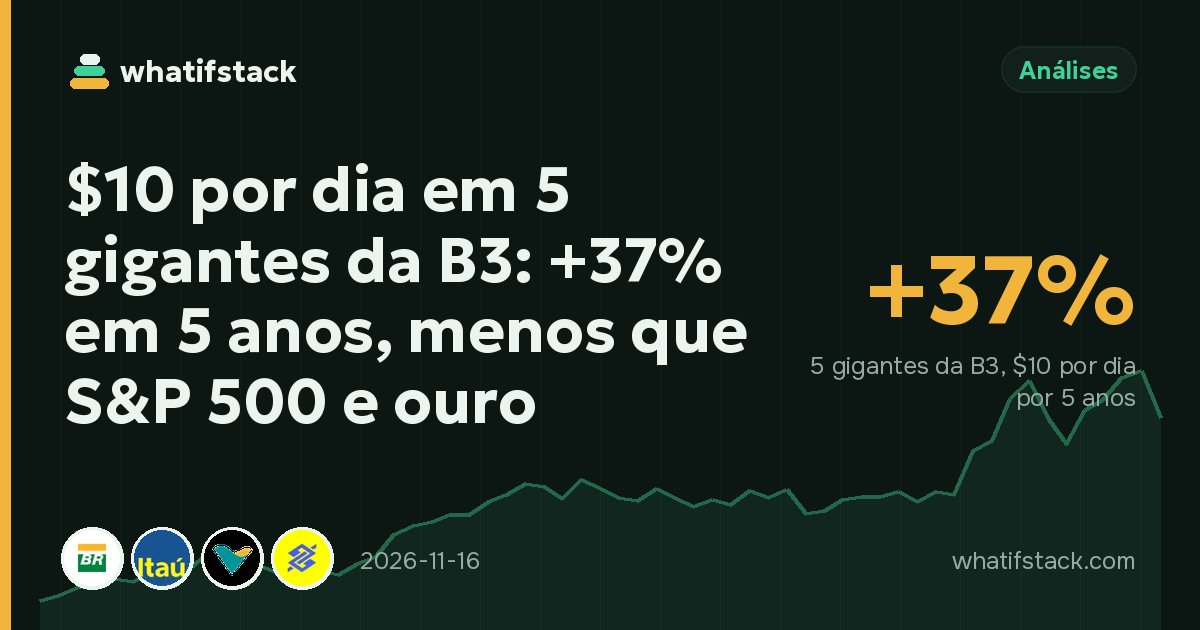 whatifstack
Análises
$10 por dia em 5
gigantes da B3: +37%
em 5 anos, menos que
S&P 500 e ouro
+37%
5 gigantes da B3, $10 por dia
por 5 anos
BR
Itaú
2026-11-16
whatifstack.com